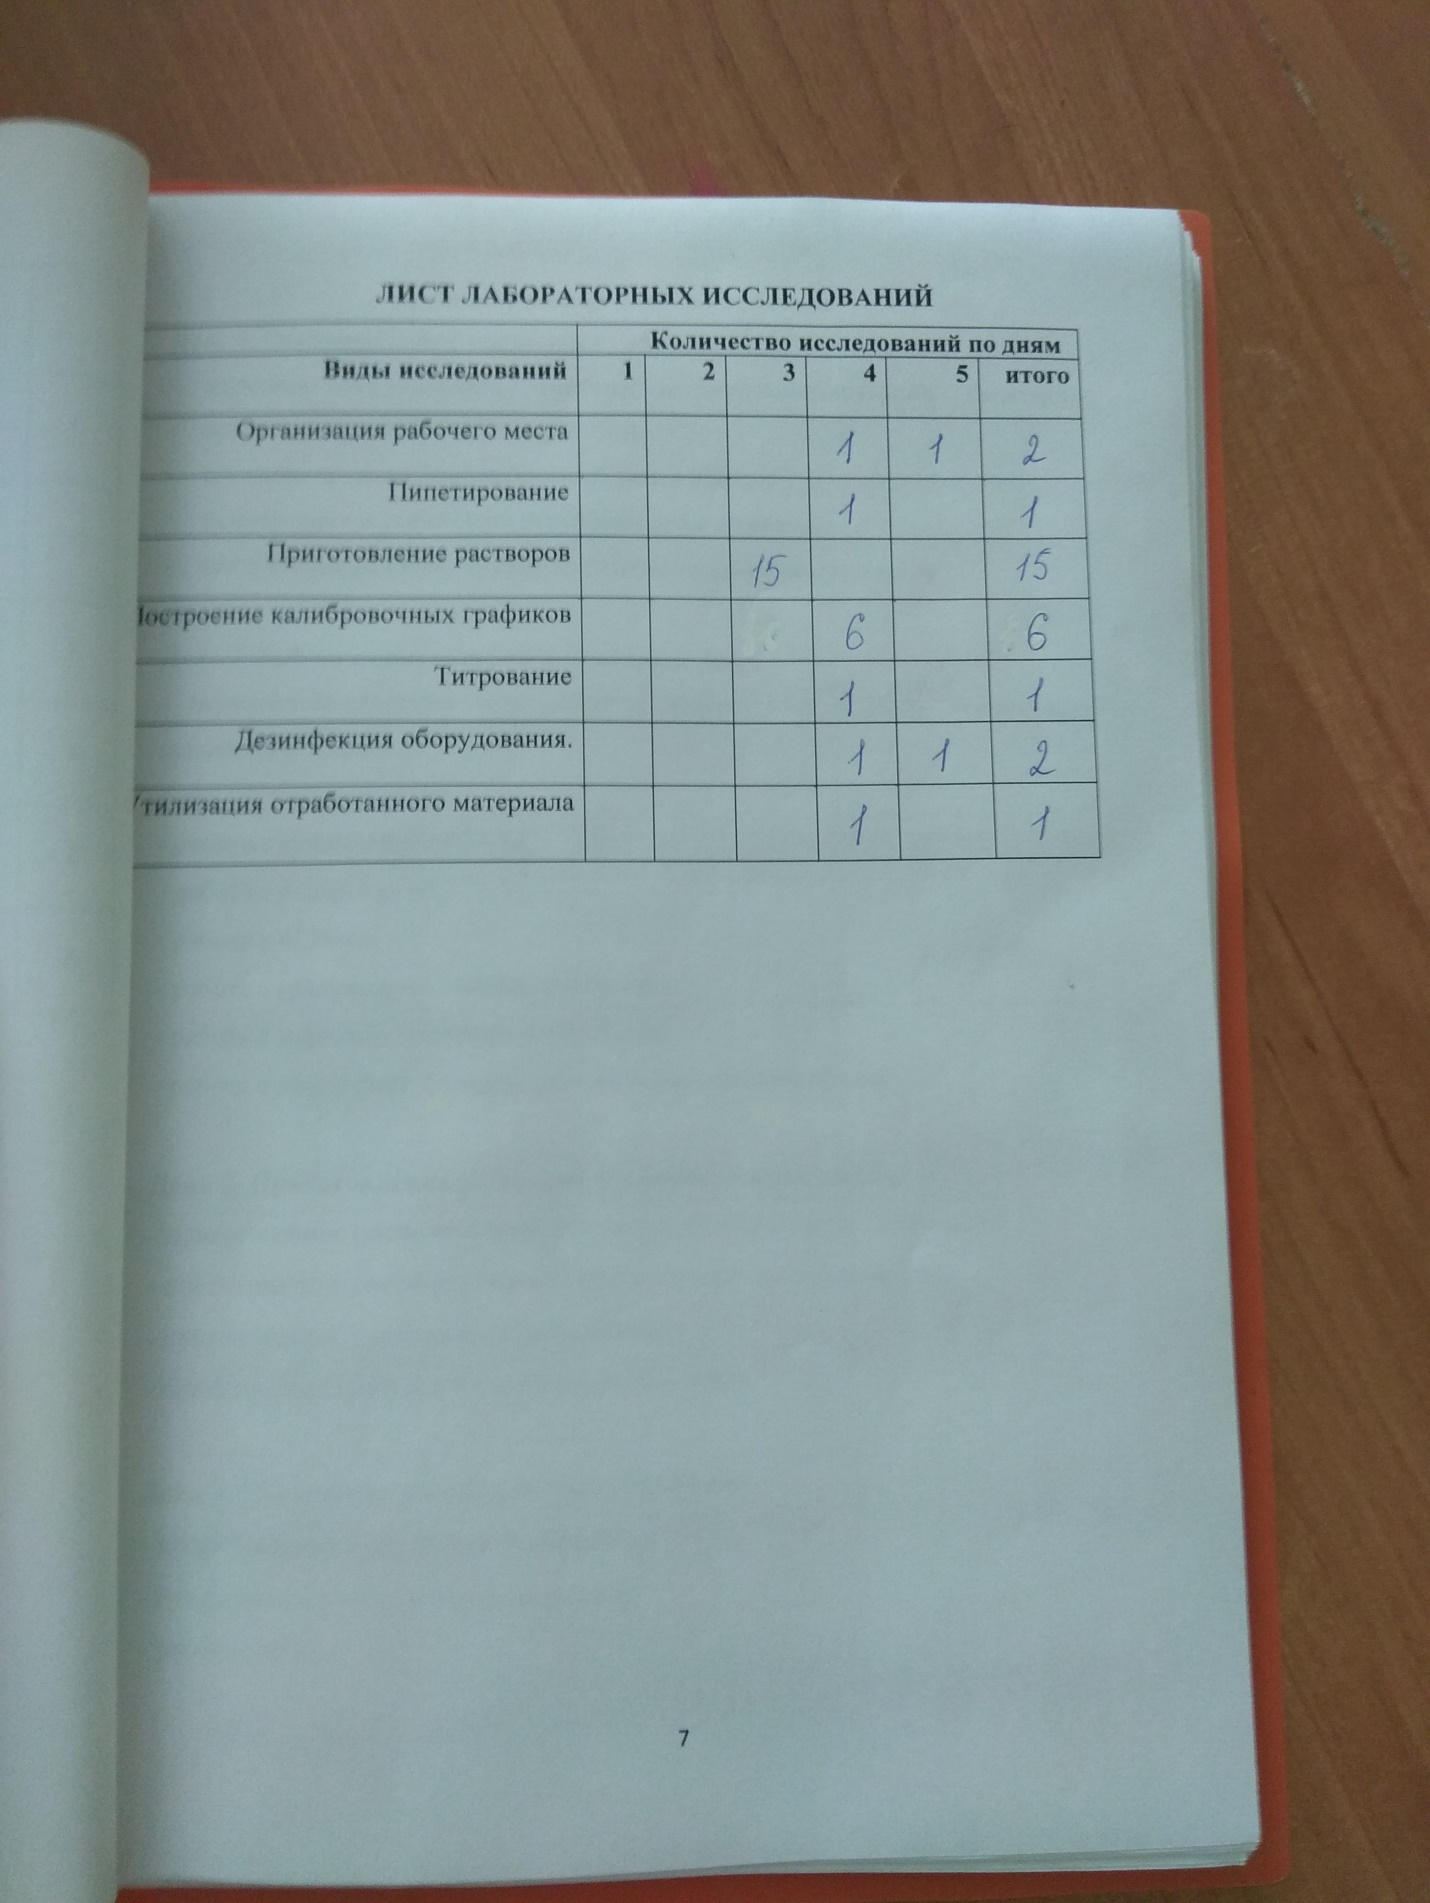 ЛИСТ ЛАБОРАТОРНЫХ ИССЛЕДОВАНИЙ
Количество исследований по дням
Виды исследований 1 2 3 4 5 итого
Организация рабочего места 1 1 2
Пипетирование 1 1
Приготовление растворов 15 15
Построение калибровочных графиков 6 6
Титрование 1 1
Дезинфекция оборудования. 1 1 2
Утилизация отработанного материала 1 1
7